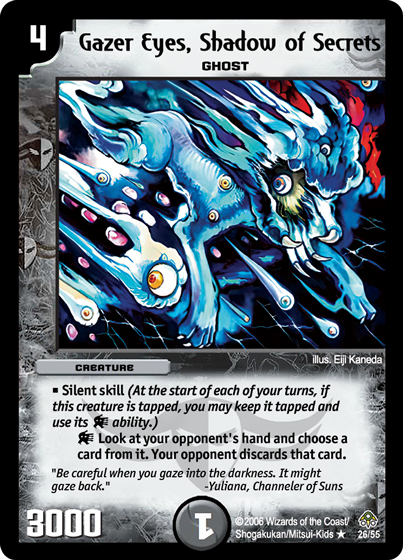 4 Gazer Eyes, Shadow of Secrets
GHOST
illus. Eiji Kaneda
CREATURE
▪ Silent skill (At the start of each of your turns, if
this creature is tapped, you may keep it tapped and
use its ability.)
Look at your opponent's hand and choose a
card from it. Your opponent discards that card.
"Be careful when you gaze into the darkness. It might
gaze back." -Yuliana, Channeler of Suns
3000
1
©2006 Wizards of the Coast/
Shogakukan/Mitsui-Kids ★ 26/55